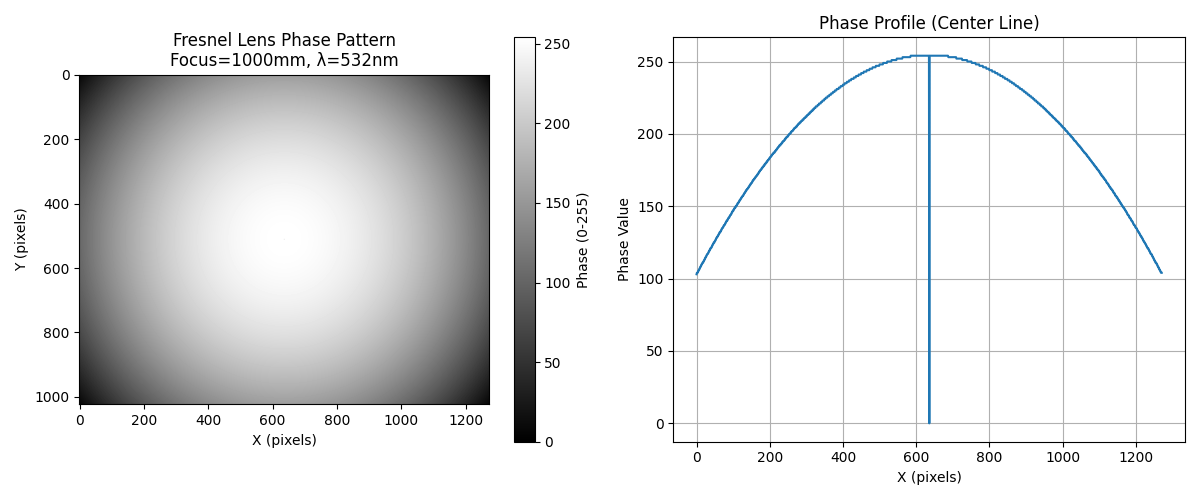 Fresnel Lens Phase Pattern
Focus=1000mm, λ=532nm
0
200
400
600
800
1000
Y (pixels)
0 200 400 600 800 1000 1200
X (pixels)
250
200
150
100
50
0
Phase (0-255)
Phase Profile (Center Line)
250
200
150
100
50
0
Phase Value
0 200 400 600 800 1000 1200
X (pixels)